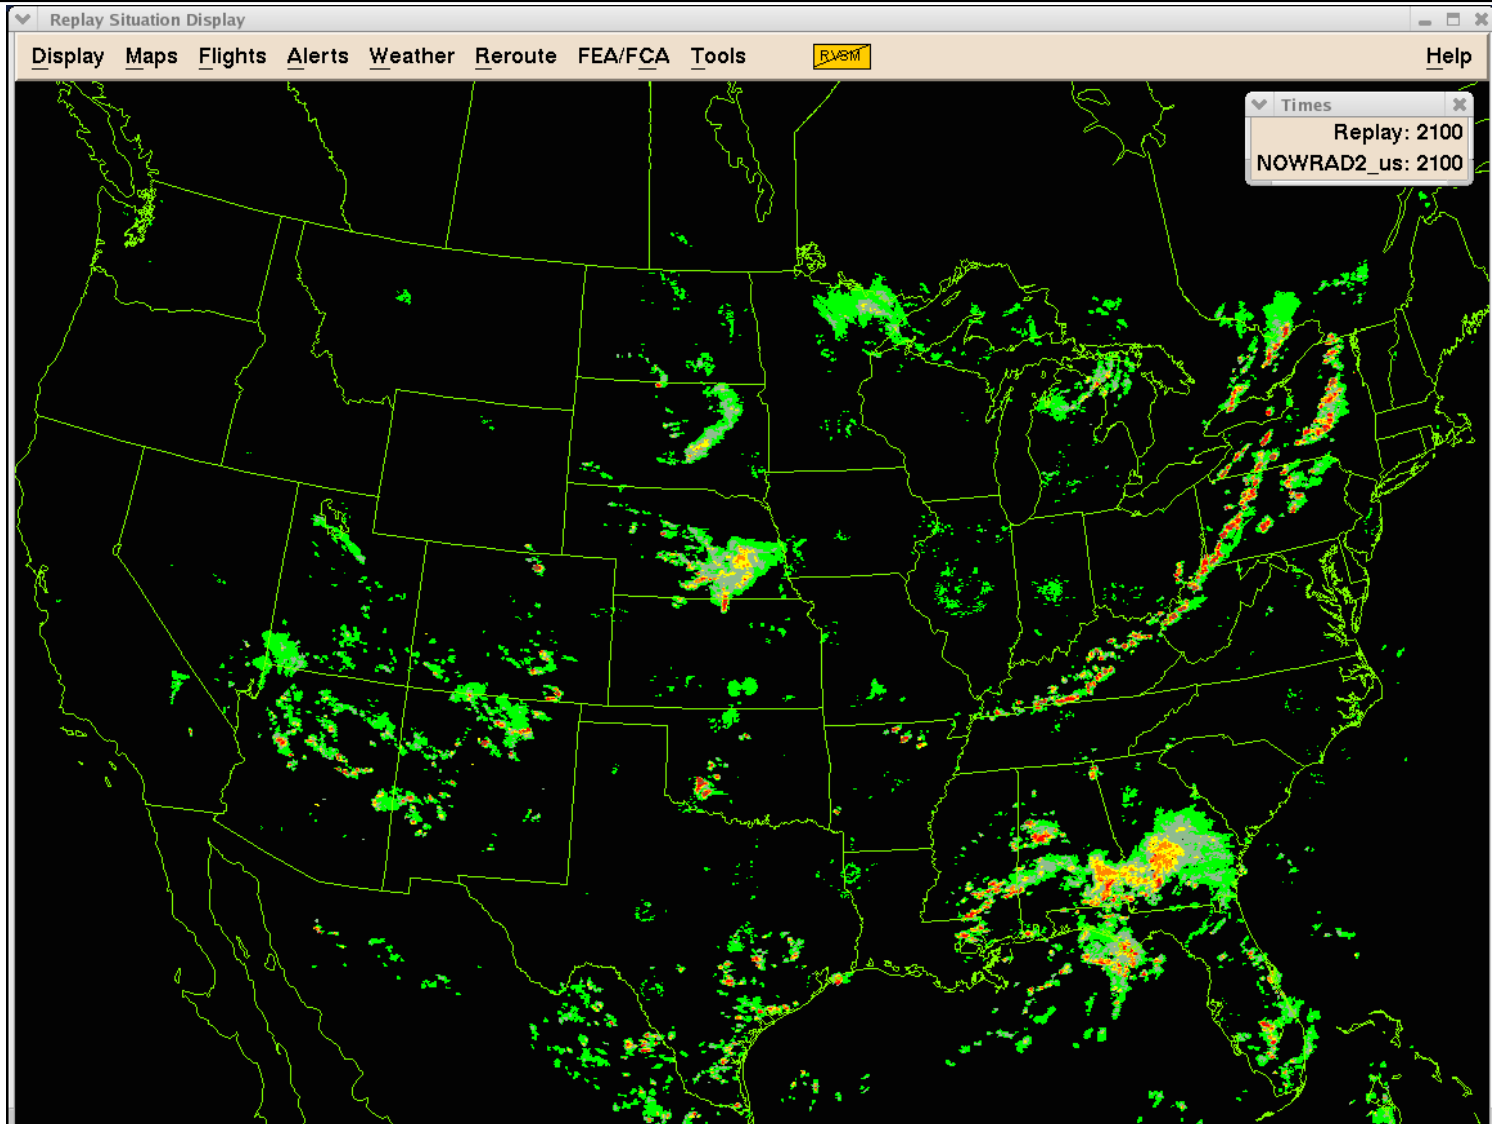 Replay Situation Display
Display Maps Flights Alerts Weather Reroute FEA/FCA Tools RVSM Help
Times
Replay: 2100
NOWRAD2_us: 2100